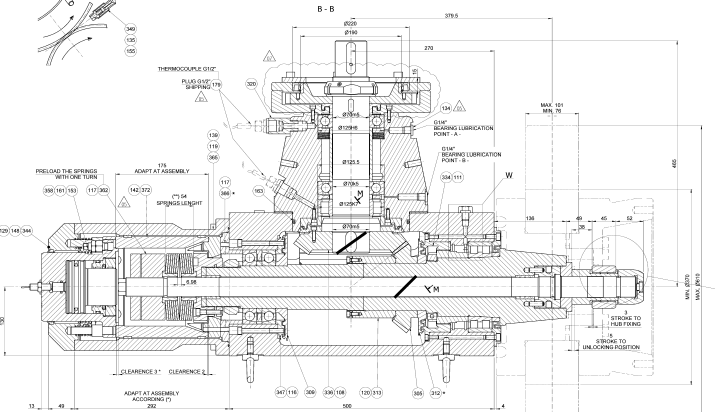 B - B
379.5
Ø220
Ø190
270
349
135
155
THERMOCOUPLE G1/2"
PLUG G1/2"
SHIPPING
179
320
15
134
Ø70m5
Ø125H8
G1/4"
BEARING LUBRICATION
POINT - A -
MAX. 101
MIN. 76
465
139
119
365
G1/4"
BEARING LUBRICATION
POINT - B -
175
ADAPT AT ASSEMBLY
Ø125.5
PRELOAD THE SPRINGS
WITH ONE TURN
358 161 153
117 362
142 372
(**) 54
SPRINGS LENGHT
117
366 *
163
Ø70k5
M
Ø125K7
334 111
W
129 148 344
Ø70m5
136
49
45
52
38
6.98
M
MIN. Ø370
MAX. Ø610
130
3
STROKE TO
HUB FIXING
5
STROKE TO
UNLOCKING POSITION
CLEARANCE 3 *
CLEARANCE 2
ADAPT AT ASSEMBLY
ACCORDING (*)
347 116
309
336 108
120 313
305
312 *
13
49
292
500
4